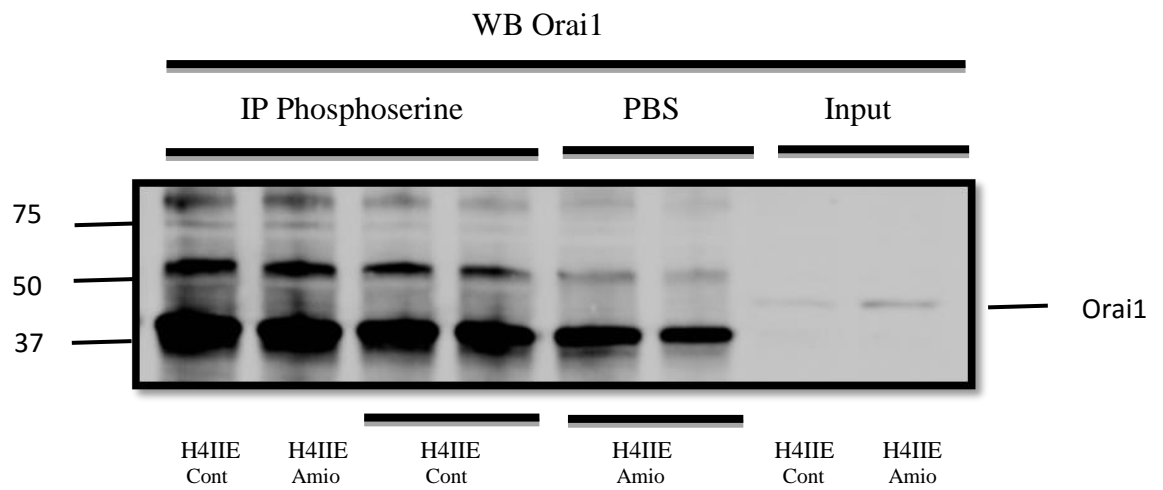 WB Orai1
IP Phosphoserine PBS Input
75
50
Orai1
37
H4IIE H4IIE H4IIE H4IIE H4IIE H4IIE
Cont Amio Cont Amio Cont Amio